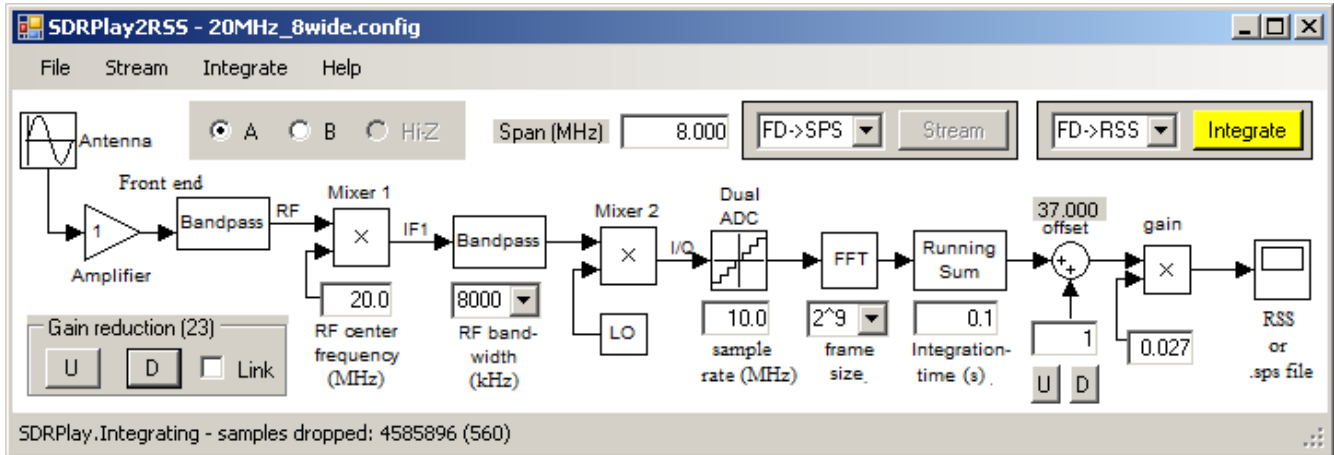 SDRPlay2RSS - 20MHz_8wide.config
File Stream Integrate Help
Antenna
A B Hi-Z
Span (MHz) 8.000
FD->SPS Stream
FD->RSS Integrate
Front end
1
Amplifier
Bandpass
RF
Mixer 1
×
IF1
Bandpass
Mixer 2
×
I/Q
Dual
ADC
FFT
Running
Sum
37.000
offset
++
gain
×
20.0
RF center
frequency
(MHz)
8000
RF band-
width
(kHz)
LO
10.0
sample
rate (MHz)
2^9
frame
size.
0.1
Integration-
time (s) .
1
U D
0.027
RSS
or
.sps file
Gain reduction (23)
U D Link
SDRPlay.Integrating - samples dropped: 4585896 (560)